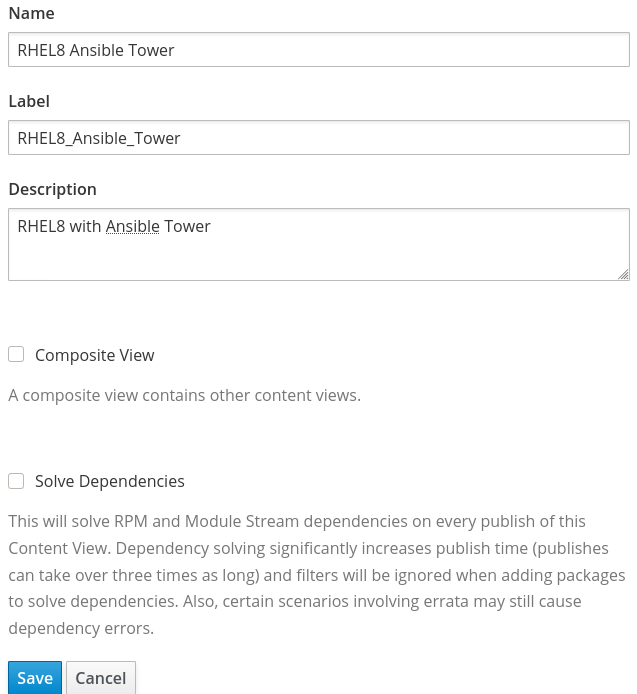 Name
RHEL8 Ansible Tower
Label
RHEL8_Ansible_Tower
Description
RHEL8 with Ansible Tower
Composite View
A composite view contains other content views.
Solve Dependencies
This will solve RPM and Module Stream dependencies on every publish of this
Content View. Dependency solving significantly increases publish time (publishes
can take over three times as long) and filters will be ignored when adding packages
to solve dependencies. Also, certain scenarios involving errata may still cause
dependency errors.
Save Cancel